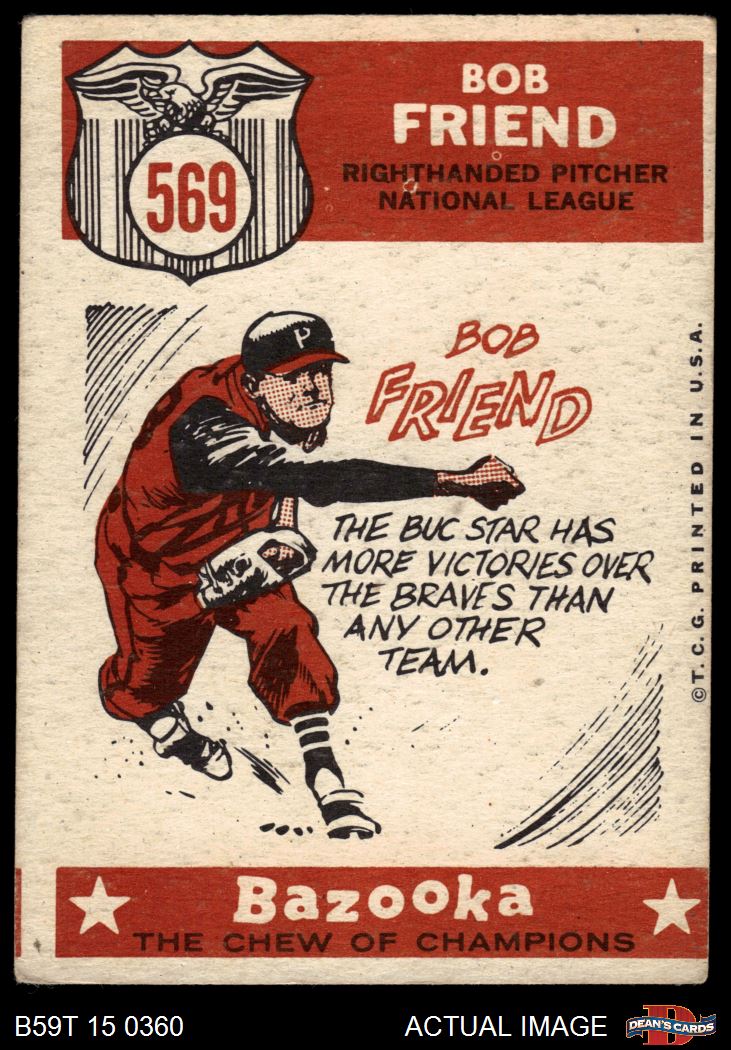 569
BOB
FRIEND
RIGHTHANDED PITCHER
NATIONAL LEAGUE
P
BOB
FRIEND
THE BUC STAR HAS
MORE VICTORIES OVER
THE BRAVES THAN
ANY OTHER
TEAM.
©T.C.G. PRINTED IN U.S.A.
Bazooka
THE CHEW OF CHAMPIONS
B59T 15 0360
ACTUAL IMAGE
D
DEAN'S CARDS